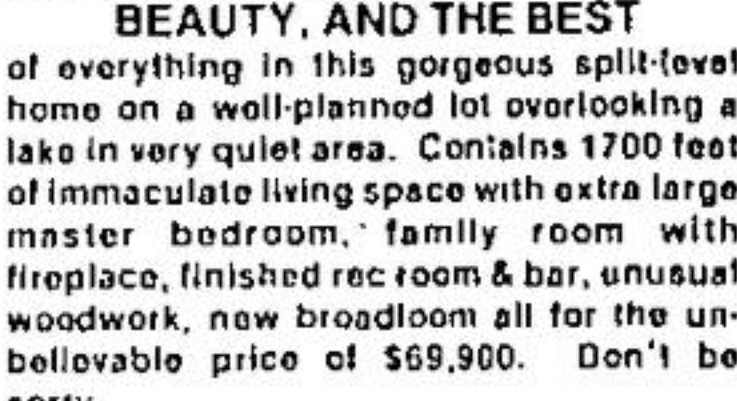 BEAUTY, AND THE BEST
of everything in this gorgeous split-level
home on a well-planned lot overlooking a
lake in very quiet area. Contains 1700 feet
of immaculate living space with extra large
master bedroom, family room with
fireplace, finished rec room & bar, unusual
woodwork, new broadloom all for the un-
believable price of $69,900. Don't be